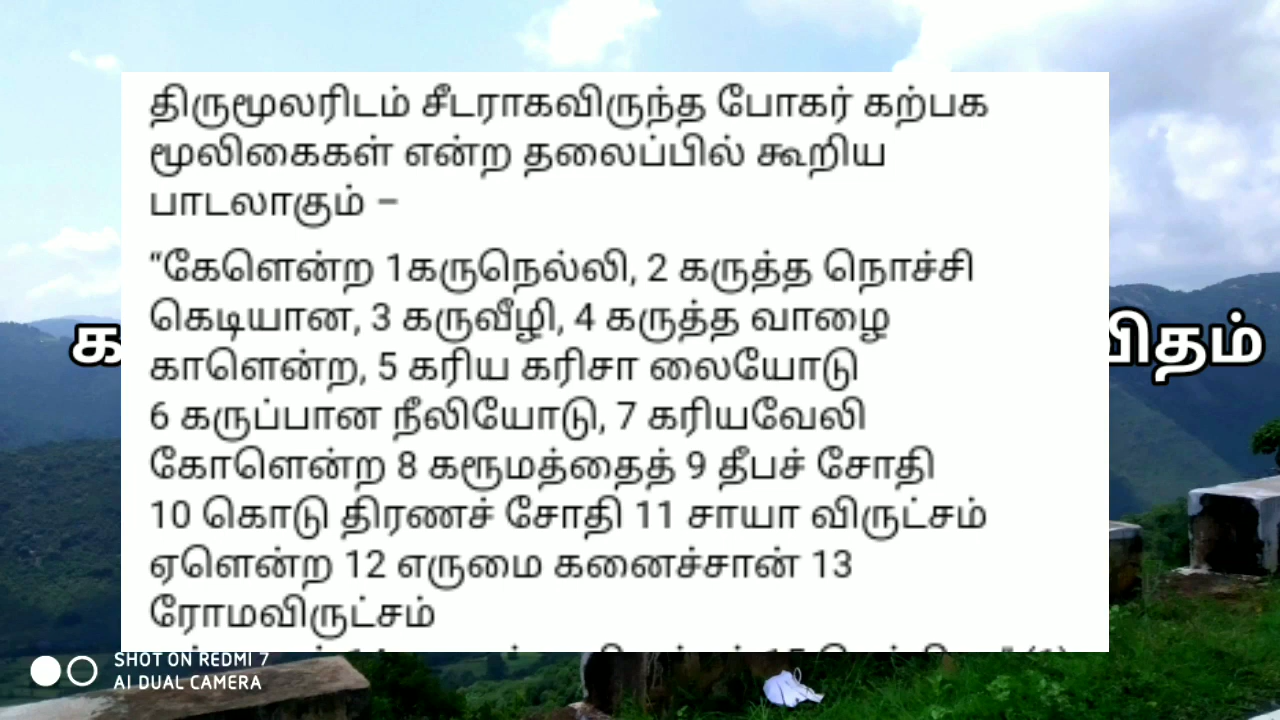 திருமூலரிடம் சீடராகவிருந்த போகர் கற்பக
மூலிகைகள் என்ற தலைப்பில் கூறிய
பாடலாகும் –
“கேளென்ற 1கருநெல்லி, 2 கருத்த நொச்சி
கெடியான, 3 கருவீழி, 4 கருத்த வாழை
காளென்ற, 5 கரிய கரிசா லையோடு
6 கருப்பான நீலியோடு, 7 கரியவேலி
கோளென்ற 8 கரூமத்தைத் 9 தீபச் சோதி
10 கொடு திரணச் சோதி 11 சாயா விருட்சம்
ஏளென்ற 12 எருமை கனைச்சான் 13
ரோமவிருட்சம்
SHOT ON REDMI 7
AI DUAL CAMERA